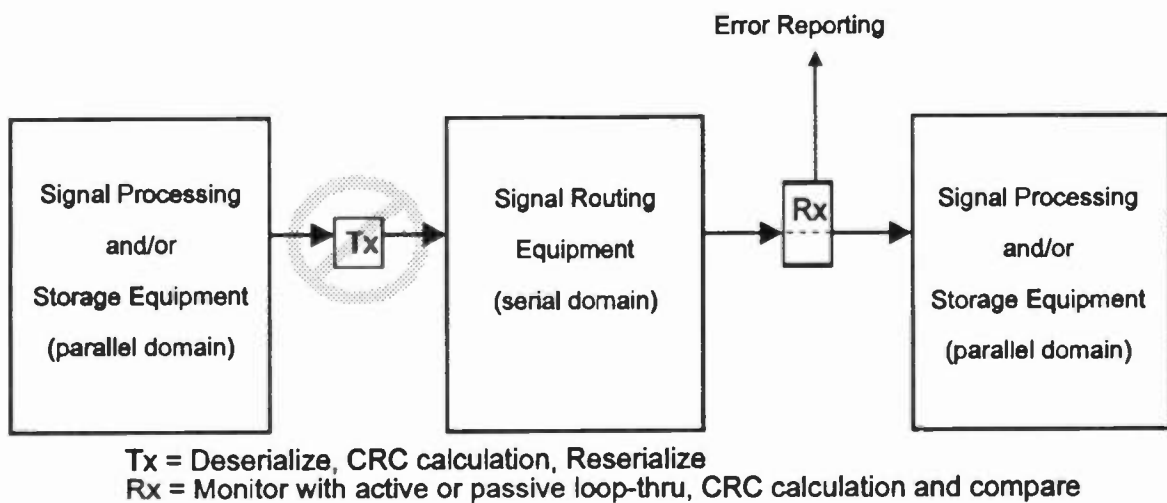 Error Reporting
Signal Processing
and/or
Storage Equipment
(parallel domain)
Tx
Signal Routing
Equipment
(serial domain)
Rx
Signal Processing
and/or
Storage Equipment
(parallel domain)
Tx = Deserialize, CRC calculation, Reserialize
Rx = Monitor with active or passive loop-thru, CRC calculation and compare